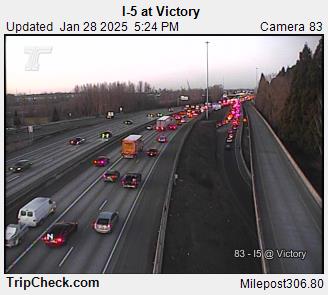 I-5 at Victory
Updated  Jan 28 2025  5:24 PM
Camera 83
Tr
N
83 - I5 @ Victory
TripCheck.com
Milepost306.80